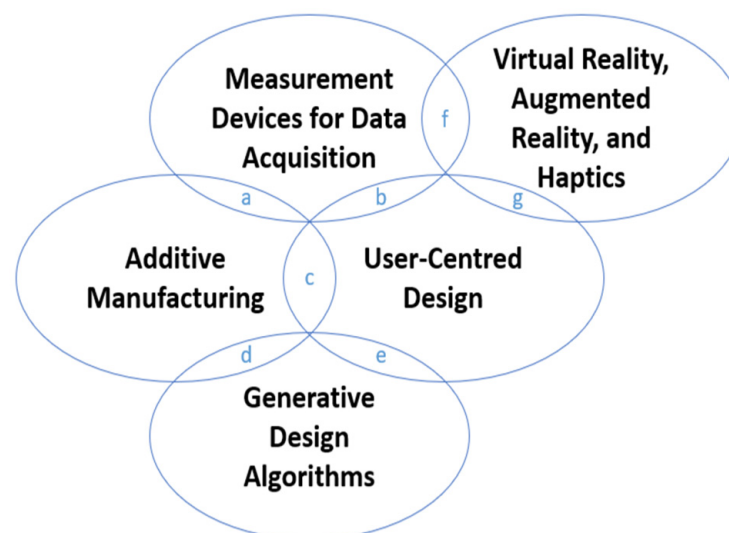 Measurement
Devices for Data
Acquisition
Virtual Reality,
Augmented
Reality, and
Haptics
f
a
b
g
Additive
Manufacturing
c
User-Centred
Design
d
e
Generative
Design
Algorithms